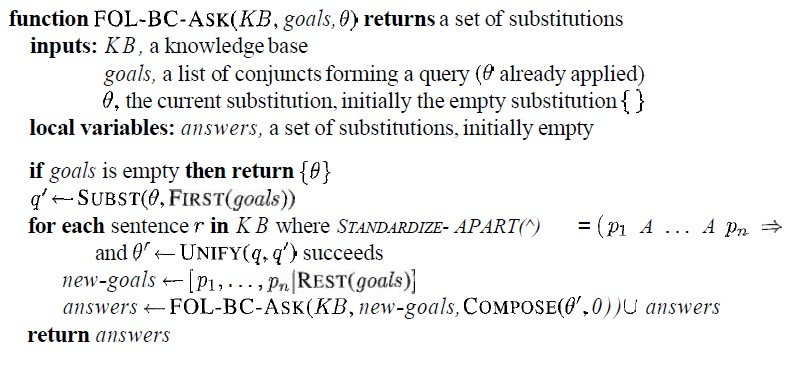 function FOL-BC-ASK(KB, goals, θ) returns a set of substitutions
inputs: KB, a knowledge base
goals, a list of conjuncts forming a query (θ already applied)
θ, the current substitution, initially the empty substitution { }
local variables: answers, a set of substitutions, initially empty
if goals is empty then return {θ}
q' ← SUBST(θ, FIRST(goals))
for each sentence r in KB where STANDARDIZE- APART(^) = ( p1 A ... A pn ⇒
and θr ← UNIFY(q, q') succeeds
new-goals ← [p1, ..., pn|REST(goals)]
answers ← FOL-BC-ASK(KB, new-goals, COMPOSE(θ', 0)) ∪ answers
return answers